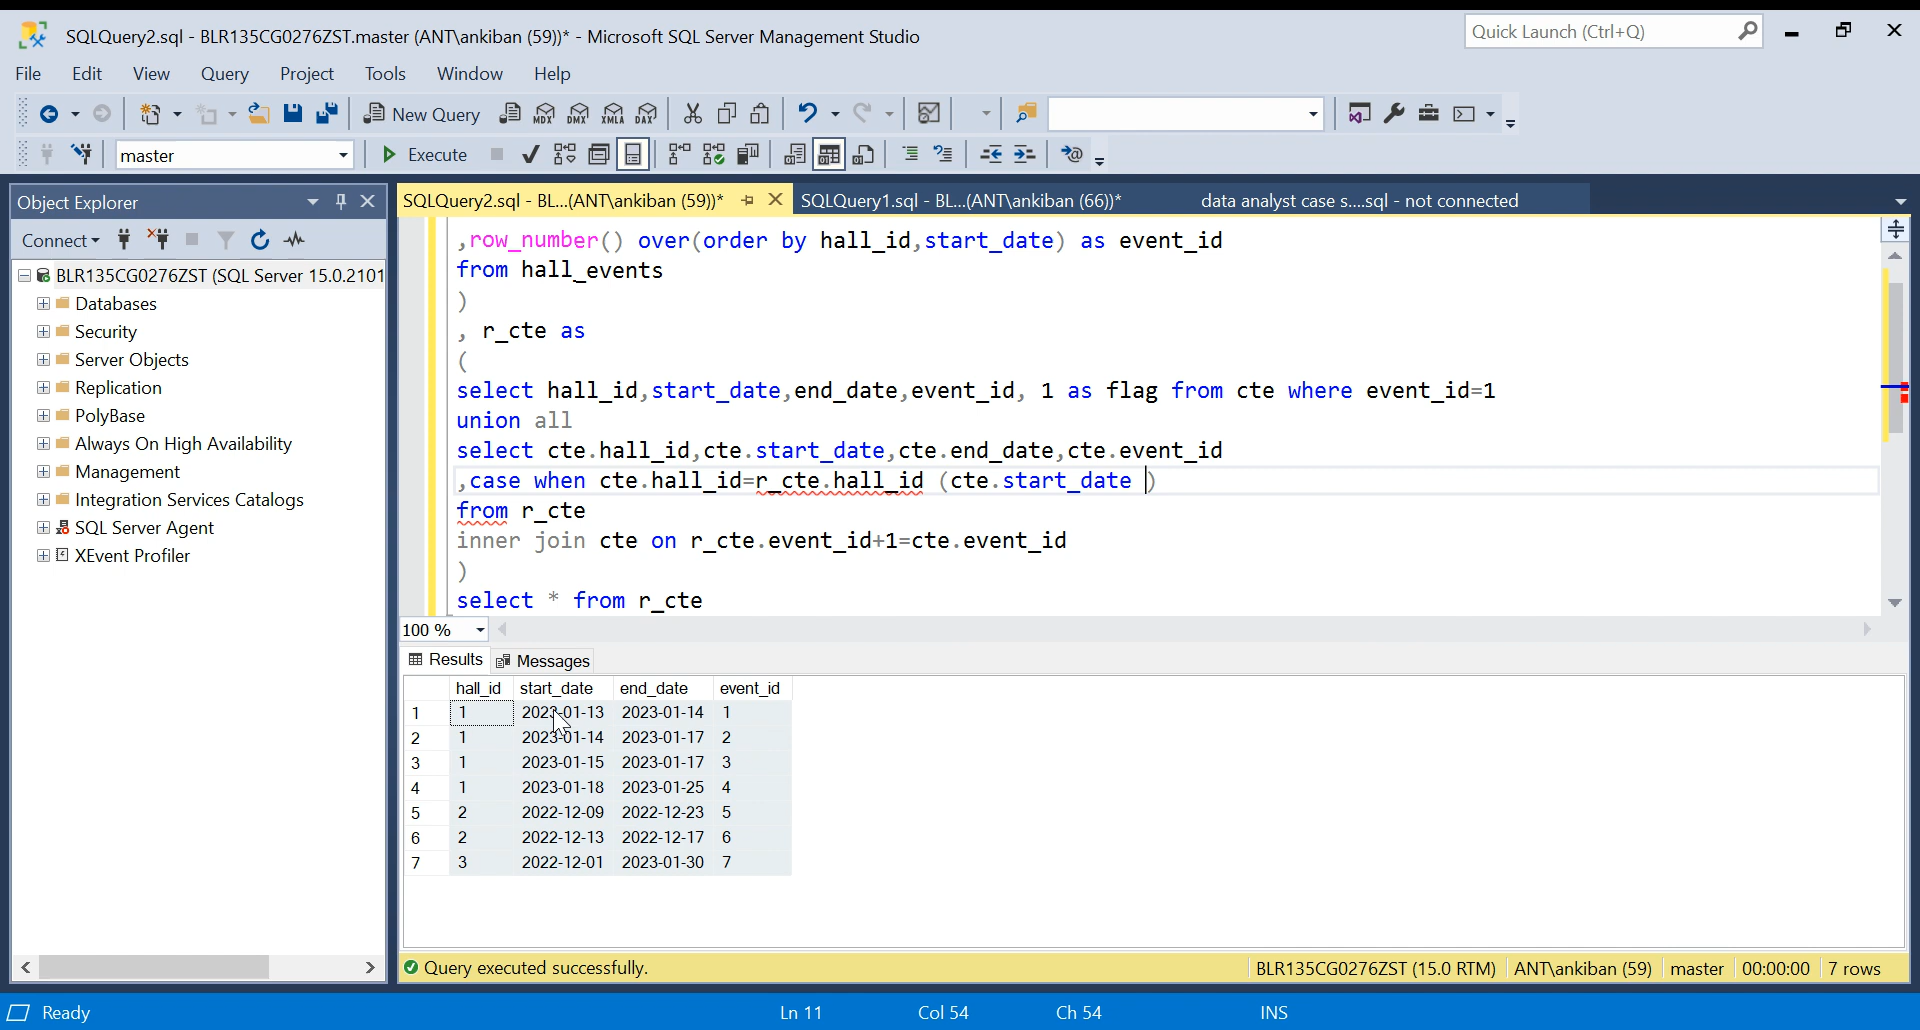 SQLQuery2.sql - BLR135CG0276ZST.master (ANT\ankiban (59))* - Microsoft SQL Server Management Studio
Quick Launch (Ctrl+Q)
File Edit View Query Project Tools Window Help
New Query MDX DMX XMLA DAX
master
Execute
Object Explorer
SQLQuery2.sql - BL...(ANT\ankiban (59))*
SQLQuery1.sql - BL...(ANT\ankiban (66))*
data analyst case s....sql - not connected
Connect
BLR135CG0276ZST (SQL Server 15.0.2101
Databases
Security
Server Objects
Replication
PolyBase
Always On High Availability
Management
Integration Services Catalogs
SQL Server Agent
XEvent Profiler
,row_number() over(order by hall_id,start_date) as event_id
from hall_events
)
, r_cte as
(
select hall_id,start_date,end_date,event_id, 1 as flag from cte where event_id=1
union all
select cte.hall_id,cte.start_date,cte.end_date,cte.event_id
,case when cte.hall_id=r_cte.hall_id (cte.start_date )
from r_cte
inner join cte on r_cte.event_id+1=cte.event_id
)
select * from r_cte
100 %
Results Messages
hall_id start_date end_date event_id
1 1 2023-01-13 2023-01-14 1
2 1 2023-01-14 2023-01-17 2
3 1 2023-01-15 2023-01-17 3
4 1 2023-01-18 2023-01-25 4
5 2 2022-12-09 2022-12-23 5
6 2 2022-12-13 2022-12-17 6
7 3 2022-12-01 2023-01-30 7
Query executed successfully.
BLR135CG0276ZST (15.0 RTM) ANT\ankiban (59) master 00:00:00 7 rows
Ready Ln 11 Col 54 Ch 54 INS